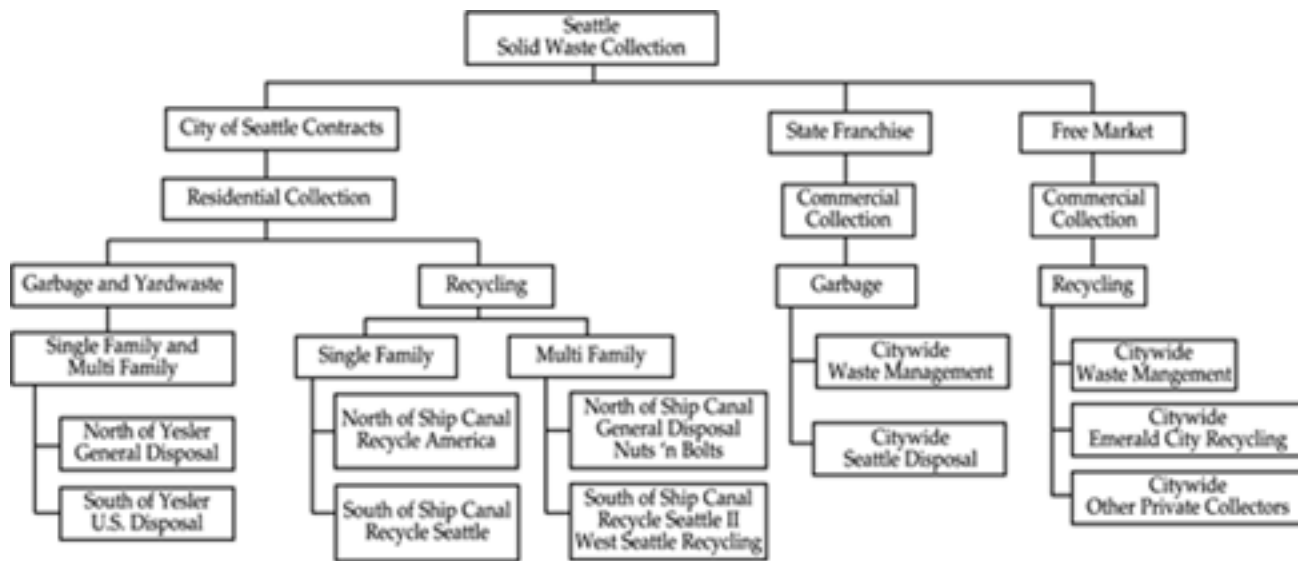 Seattle
Solid Waste Collection
City of Seattle Contracts
State Franchise
Free Market
Residential Collection
Commercial
Collection
Commercial
Collection
Garbage and Yardwaste
Recycling
Garbage
Recycling
Single Family and
Multi Family
Single Family
Multi Family
Citywide
Waste Management
Citywide
Waste Mangement
North of Yesler
General Disposal
North of Ship Canal
Recycle America
North of Ship Canal
General Disposal
Nuts 'n Bolts
Citywide
Seattle Disposal
Citywide
Emerald City Recycling
South of Yesler
U.S. Disposal
South of Ship Canal
Recycle Seattle
South of Ship Canal
Recycle Seattle II
West Seattle Recycling
Citywide
Other Private Collectors